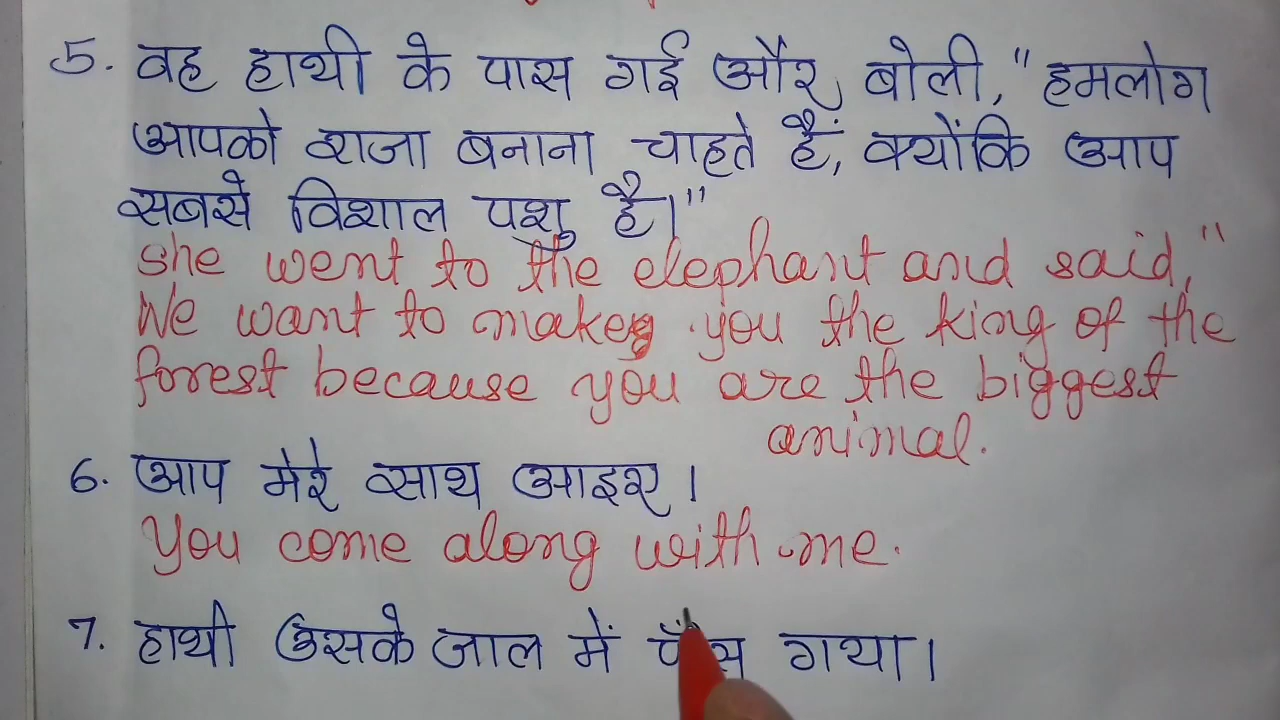 5. वह हाथी के पास गई और बोली, "हमलोग
आपको राजा बनाना चाहते हैं, क्योंकि आप
सबसे विशाल पशु है।"
She went to the elephant and said, "
We want to make you the king of the
forest because you are the biggest
animal.
6. आप मेरे साथ आइए।
You come along with me.
7. हाथी उसके जाल में गया।